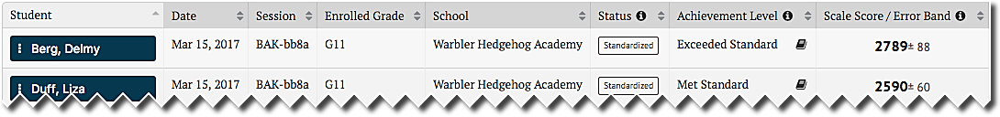 Student Date Session Enrolled Grade School Status Achievement Level Scale Score / Error Band
Berg, Delmy Mar 15, 2017 BAK-bb8a G11 Warbler Hedgehog Academy Standardized Exceeded Standard 2789± 88
Duff, Liza Mar 15, 2017 BAK-bb8a G11 Warbler Hedgehog Academy Standardized Met Standard 2590± 60